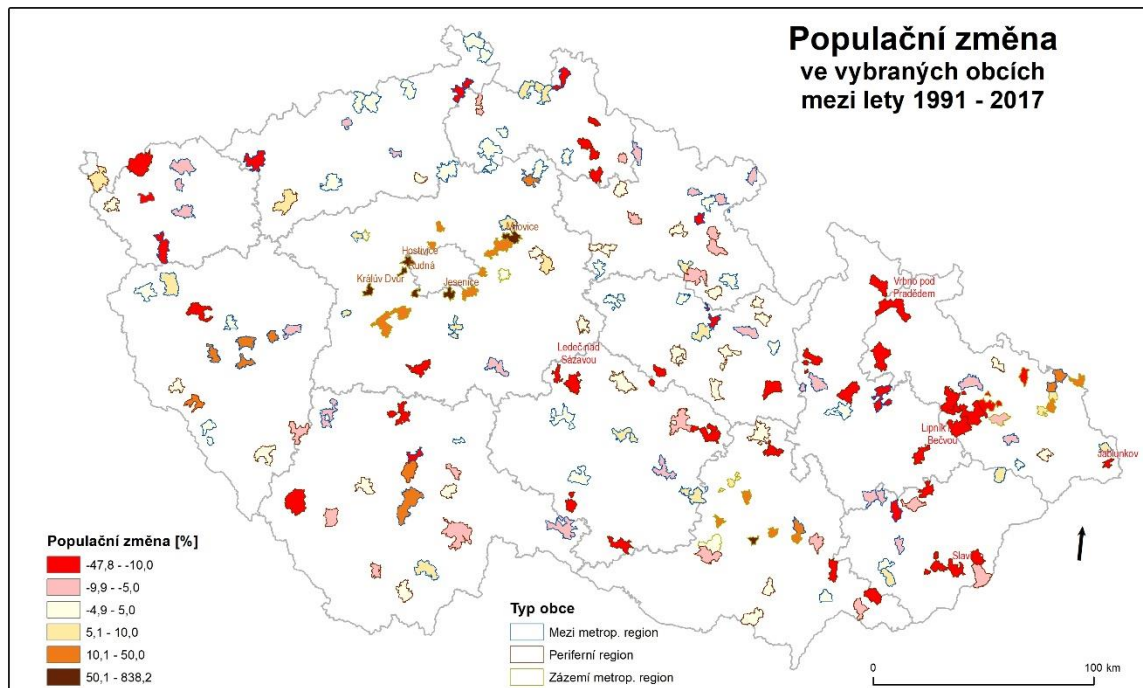 Populační změna
ve vybraných obcích
mezi lety 1991 - 2017
Milovice
Hostivice
Rudná
Králův Dvůr
Jesenice
Vrbno pod
Pradědem
Ledeč nad
Sázavou
Lipník
Bečvou
Jablunkov
Populační změna [%]
-47,8 - -10,0
-9,9 - -5,0
-4,9 - 5,0
5,1 - 10,0
10,1 - 50,0
50,1 - 838,2
Typ obce
Mezi metrop. region
Periferní region
Zázemí metrop. region
0
100 km